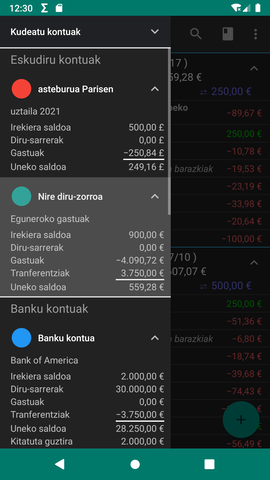 12:30
Kudeatu kontuak
Eskudiru kontuak
asteburua Parisen
uztaila 2021
Irekiera saldoa 500,00 £
Diru-sarrerak 0,00 £
Gastuak −250,84 £
Uneko saldoa 249,16 £
Nire diru-zorroa
Eguneroko gastuak
Irekiera saldoa 900,00 €
Diru-sarrerak 0,00 €
Gastuak −4.090,72 €
Tranferentziak 3.750,00 €
Uneko saldoa 559,28 €
Banku kontuak
Banku kontua
Bank of America
Irekiera saldoa 2.000,00 €
Diru-sarrerak 30.000,00 €
Gastuak 0,00 €
Tranferentziak −3.750,00 €
Uneko saldoa 28.250,00 €
Kitatuta guztira 2.000,00 €
17 )
59,28 €
250,00 €
−89,67 €
250,00 €
−10,78 €
barazkiak −19,53 €
−23,19 €
−33,98 €
−20,64 €
−100,00 €
7/10 )
607,07 €
500,00 €
250,00 €
−51,36 €
barazkiak −6,80 €
−18,74 €
−39,68 €
−74,43 €
−56,49 €